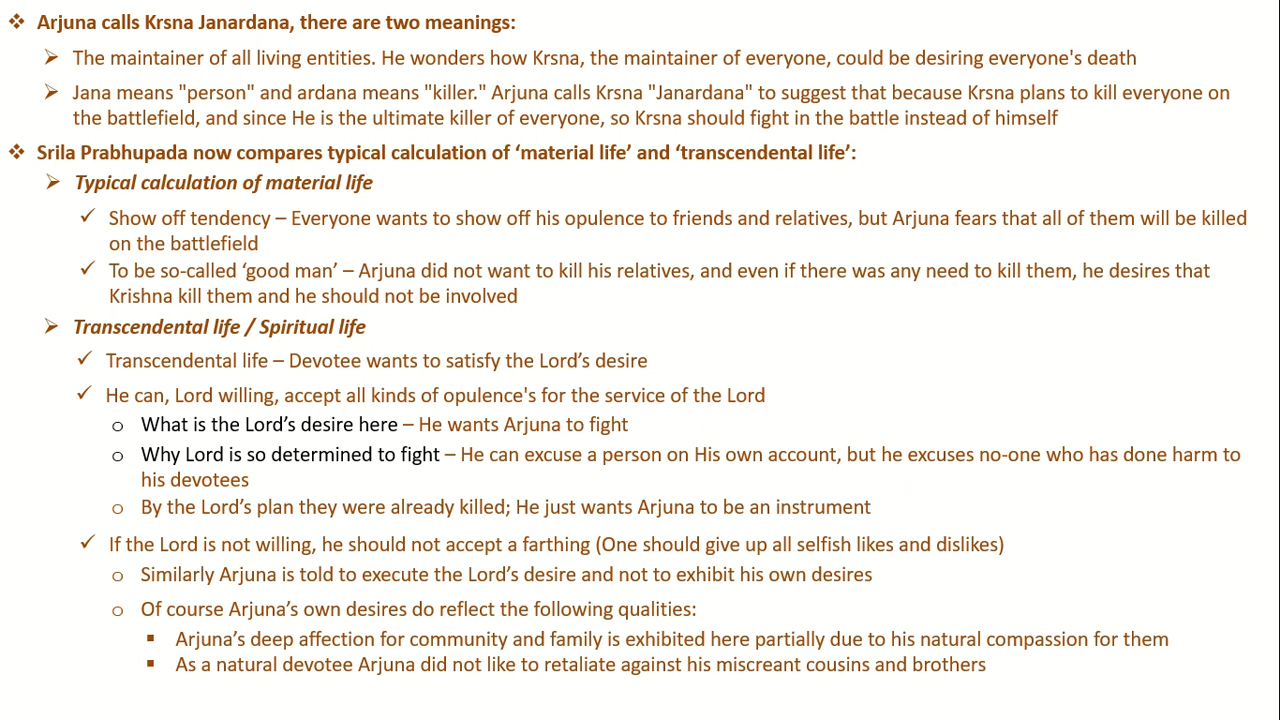 ❖ Arjuna calls Krsna Janardana, there are two meanings:
➢ The maintainer of all living entities. He wonders how Krsna, the maintainer of everyone, could be desiring everyone's death
➢ Jana means "person" and ardana means "killer." Arjuna calls Krsna "Janardana" to suggest that because Krsna plans to kill everyone on
the battlefield, and since He is the ultimate killer of everyone, so Krsna should fight in the battle instead of himself
❖ Srila Prabhupada now compares typical calculation of ‘material life’ and ‘transcendental life’:
➢ Typical calculation of material life
✓ Show off tendency – Everyone wants to show off his opulence to friends and relatives, but Arjuna fears that all of them will be killed
on the battlefield
✓ To be so-called ‘good man’ – Arjuna did not want to kill his relatives, and even if there was any need to kill them, he desires that
Krishna kill them and he should not be involved
➢ Transcendental life / Spiritual life
✓ Transcendental life – Devotee wants to satisfy the Lord’s desire
✓ He can, Lord willing, accept all kinds of opulence's for the service of the Lord
o What is the Lord’s desire here – He wants Arjuna to fight
o Why Lord is so determined to fight – He can excuse a person on His own account, but he excuses no-one who has done harm to
his devotees
o By the Lord’s plan they were already killed; He just wants Arjuna to be an instrument
✓ If the Lord is not willing, he should not accept a farthing (One should give up all selfish likes and dislikes)
o Similarly Arjuna is told to execute the Lord’s desire and not to exhibit his own desires
o Of course Arjuna’s own desires do reflect the following qualities:
▪ Arjuna’s deep affection for community and family is exhibited here partially due to his natural compassion for them
▪ As a natural devotee Arjuna did not like to retaliate against his miscreant cousins and brothers